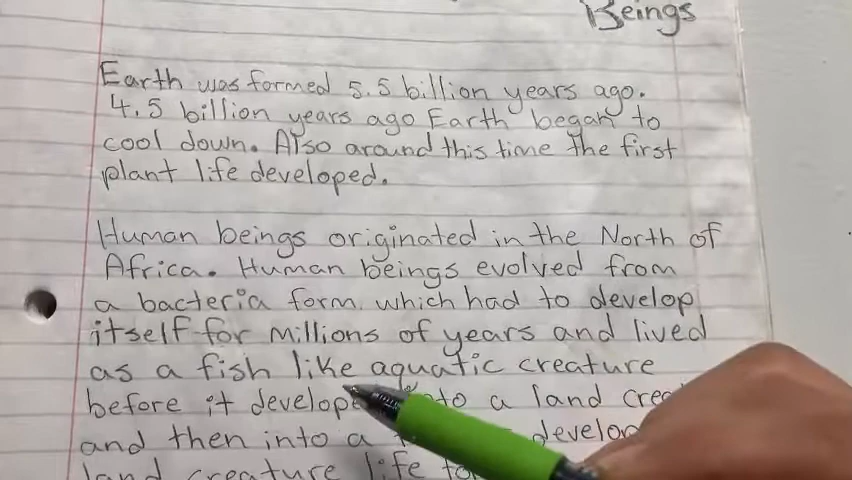 Beings
Earth was formed 5.5 billion years ago.
4.5 billion years ago Earth began to
cool down. Also around this time the first
plant life developed.
Human beings originated in the North of
Africa. Human beings evolved from
a bacteria form which had to develop
itself for millions of years and lived
as a fish like aquatic creature
before it develope to a land
and then into a
land creature life